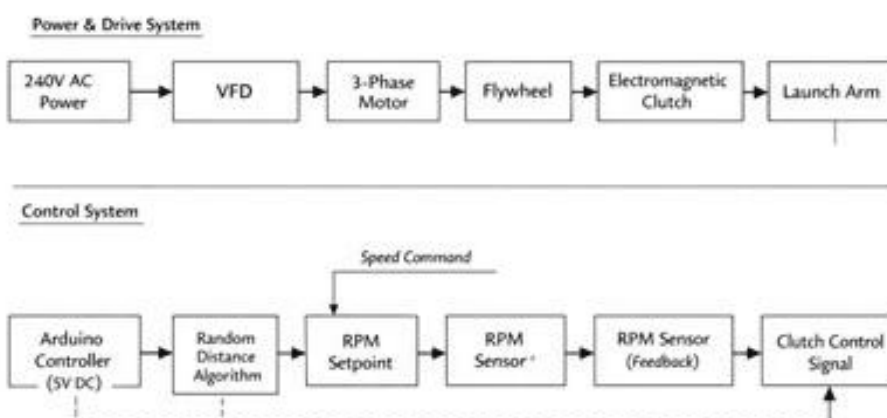 Power & Drive System
240V AC
Power
VFD
3-Phase
Motor
Flywheel
Electromagnetic
Clutch
Launch Arm
Control System
Speed Command
Arduino
Controller
(5V DC)
Random
Distance
Algorithm
RPM
Setpoint
RPM
Sensor
RPM Sensor
(Feedback)
Clutch Control
Signal